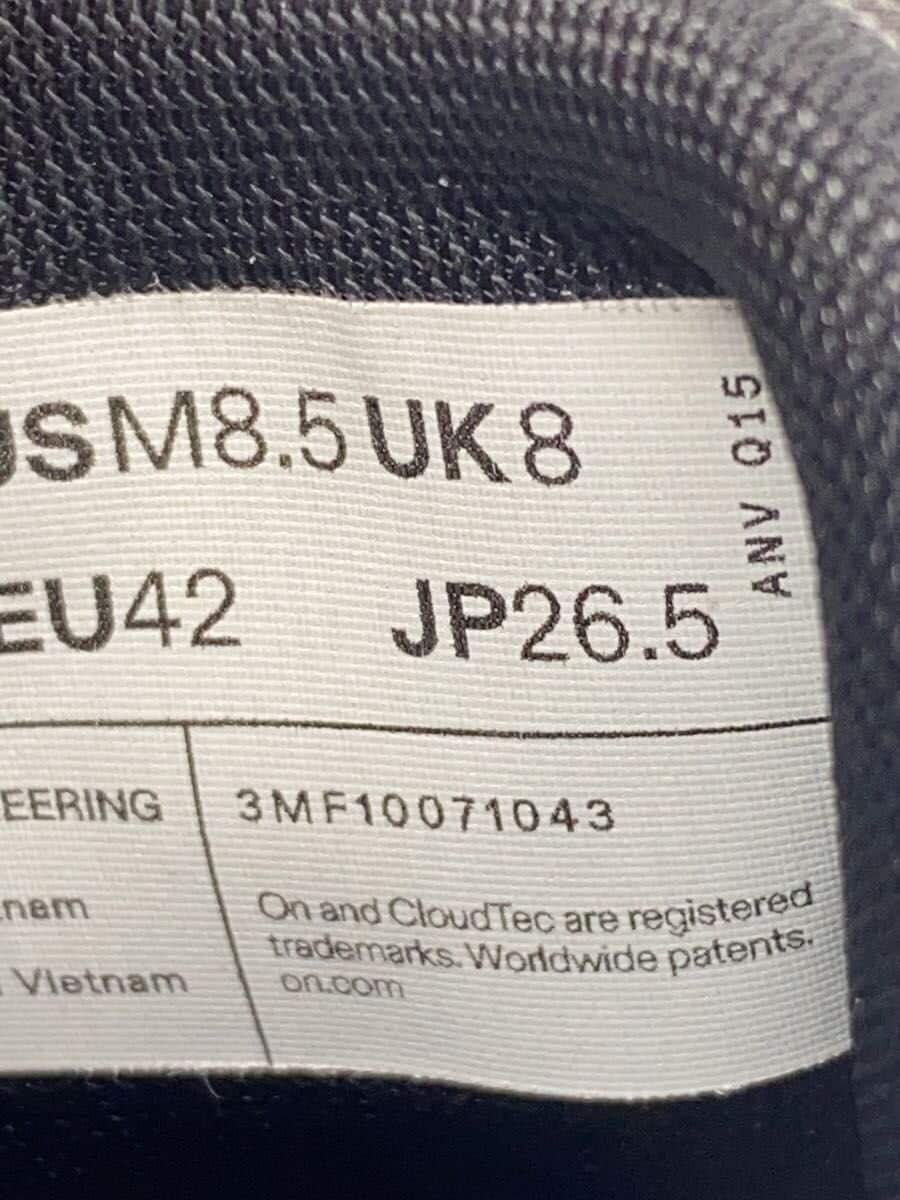 USM8.5 UK8
EU42 JP26.5
ANV Q15
EERING
3MF10071043
nam
Vietnam
On and CloudTec are registered
trademarks. Worldwide patents.
on.com